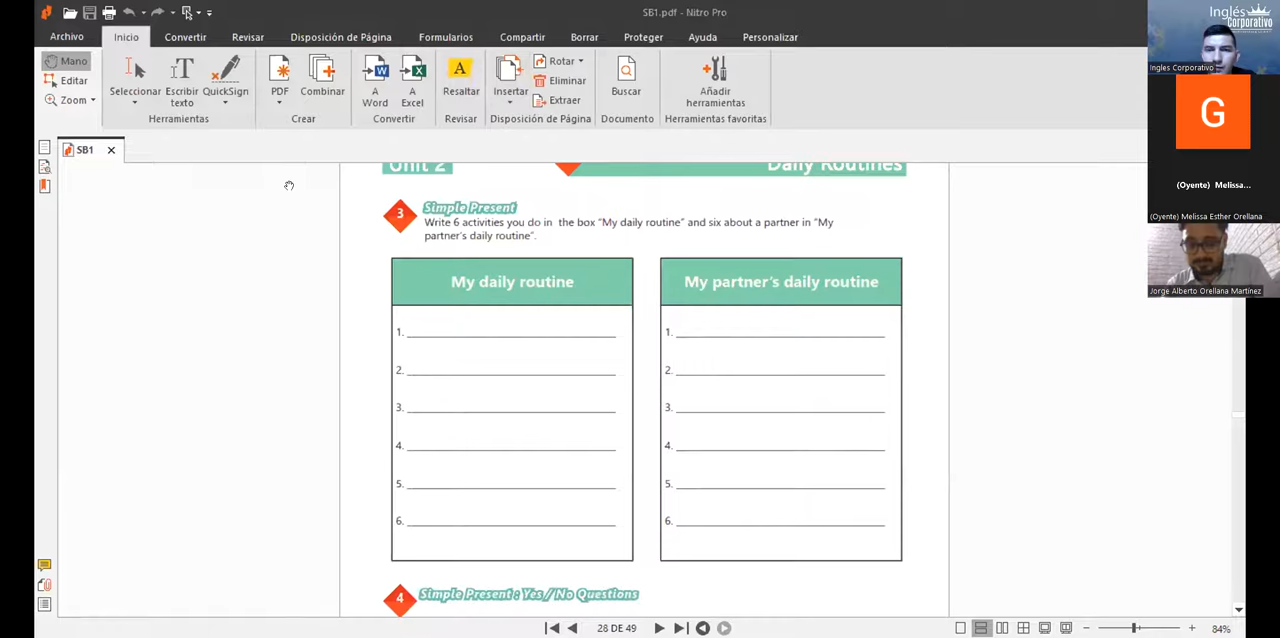 SB1.pdf - Nitro Pro
Archivo Inicio Convertir Revisar Disposición de Página Formularios Compartir Borrar Proteger Ayuda Personalizar
Mano
Editar
Zoom
Seleccionar
Escribir texto
QuickSign
Herramientas
PDF
Combinar
Crear
A Word
A Excel
Convertir
A
Resaltar
Revisar
Insertar
Rotar
Eliminar
Extraer
Disposición de Página
Buscar
Documento
Añadir herramientas
Herramientas favoritas
SB1
Unit 2
Daily Routines
3
Simple Present
Write 6 activities you do in the box "My daily routine" and six about a partner in "My
partner's daily routine".
My daily routine
1.
2.
3.
4.
5.
6.
My partner's daily routine
1.
2.
3.
4.
5.
6.
4
Simple Present : Yes / No Questions
28 DE 49
84%
Inglés
Corporativo
Ingles Corporativo
G
(Oyente) Melissa...
(Oyente) Melissa Esther Orellana
Jorge Alberto Orellana Martinez